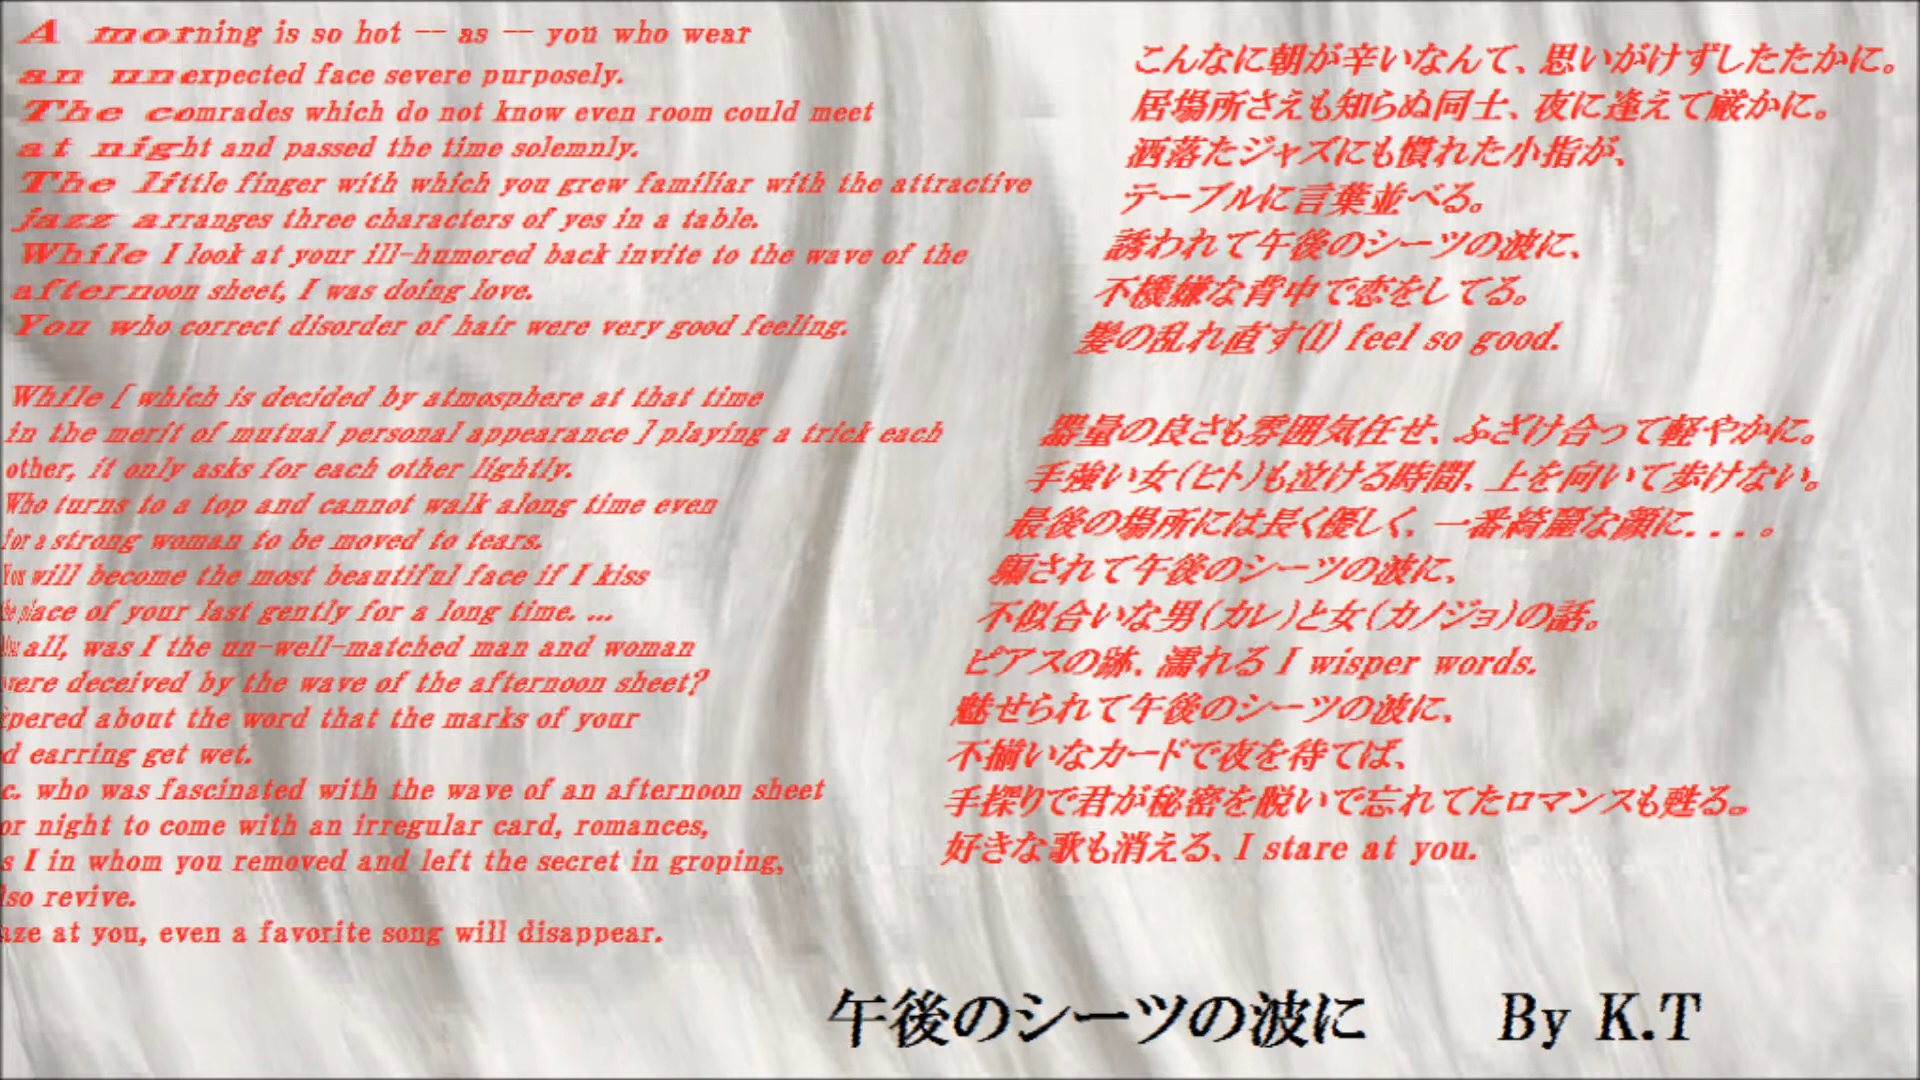 A morning is so hot -- as -- you who wear
an unexpected face severe purposely.
The comrades which do not know even room could meet
at night and passed the time solemnly.
The little finger with which you grew familiar with the attractive
jazz arranges three characters of yes in a table.
While I look at your ill-humored back invite to the wave of the
afternoon sheet, I was doing love.
You who correct disorder of hair were very good feeling.
While [ which is decided by atmosphere at that time
in the merit of mutual personal appearance ] playing a trick each
other, it only asks for each other lightly.
Who turns to a top and cannot walk along time even
for a strong woman to be moved to tears.
You will become the most beautiful face if I kiss
the place of your last gently for a long time. ...
all, was I the un-well-matched man and woman
were deceived by the wave of the afternoon sheet?
pered about the word that the marks of your
d earring get wet.
c. who was fascinated with the wave of an afternoon sheet
or night to come with an irregular card, romances,
s I in whom you removed and left the secret in groping,
lso revive.
aze at you, even a favorite song will disappear.
こんなに朝が辛いなんて、思いがけずしたたかに。
居場所さえも知らぬ同士、夜に逢えて厳かに。
洒落たジャズにも慣れた小指が、
テーブルに言葉並べる。
誘われて午後のシーツの波に、
不機嫌な背中で恋をしてる。
髪の乱れ直す(I) feel so good.
器量の良さも雰囲気任せ、ふざけ合って軽やかに。
手強い女(ヒト)も泣ける時間、上を向いて歩けない。
最後の場所には長く優しく、一番綺麗な顔に．．．。
騙されて午後のシーツの波に、
不似合いな男(カレ)と女(カノジョ)の話。
ピアスの跡、濡れる I wisper words.
魅せられて午後のシーツの波に、
不揃いなカードで夜を待てば、
手探りで君が秘密を脱いで忘れてたロマンスも甦る。
好きな歌も消える、I stare at you.
午後のシーツの波に By K.T